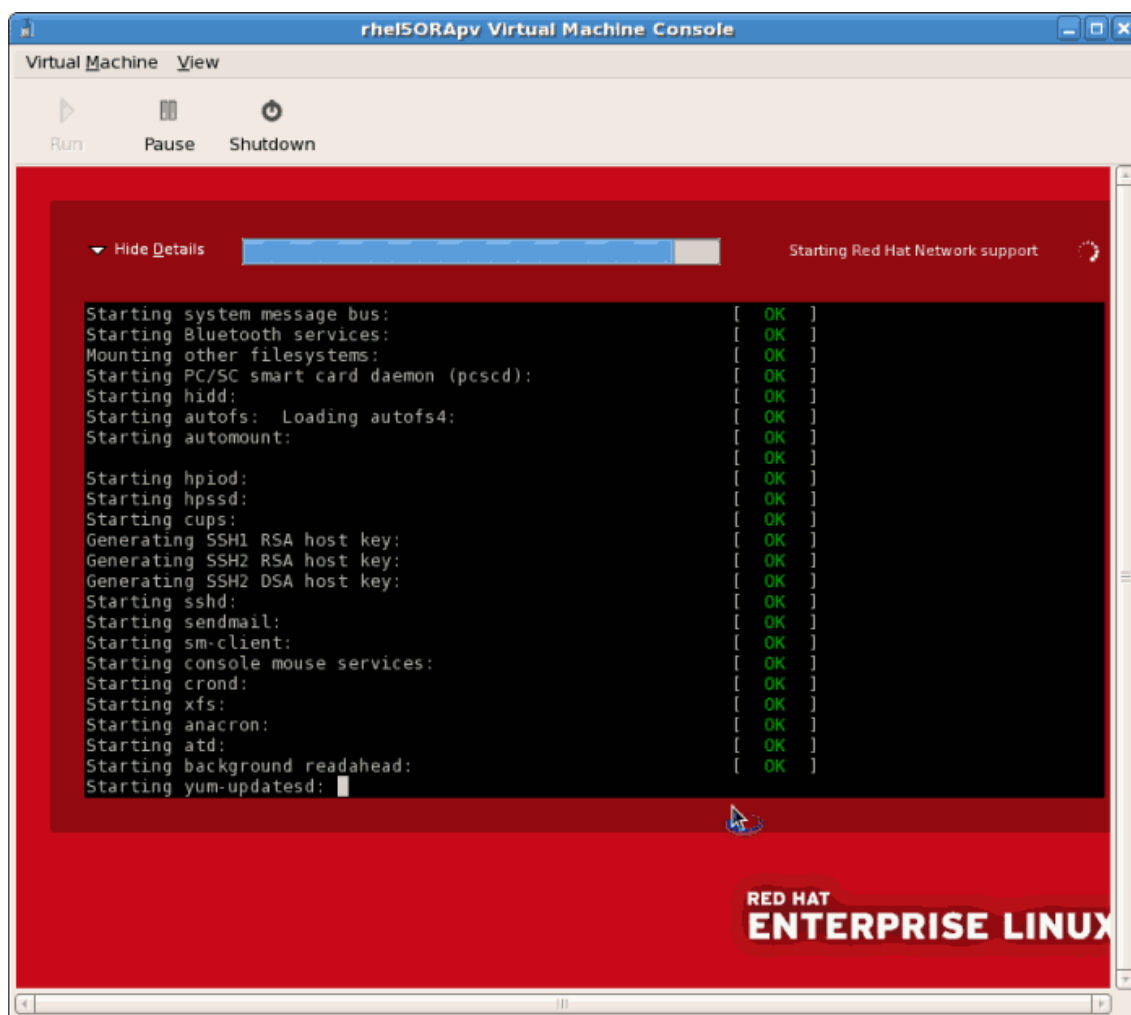 rhel5ORApv Virtual Machine Console
Virtual Machine View
Run Pause Shutdown
Hide Details Starting Red Hat Network support
Starting system message bus: [ OK ]
Starting Bluetooth services: [ OK ]
Mounting other filesystems: [ OK ]
Starting PC/SC smart card daemon (pcscd): [ OK ]
Starting hidd: [ OK ]
Starting autofs: Loading autofs4: [ OK ]
Starting automount: [ OK ]
[ OK ]
Starting hpiod: [ OK ]
Starting hpssd: [ OK ]
Starting cups: [ OK ]
Generating SSH1 RSA host key: [ OK ]
Generating SSH2 RSA host key: [ OK ]
Generating SSH2 DSA host key: [ OK ]
Starting sshd: [ OK ]
Starting sendmail: [ OK ]
Starting sm-client: [ OK ]
Starting console mouse services: [ OK ]
Starting crond: [ OK ]
Starting xfs: [ OK ]
Starting anacron: [ OK ]
Starting atd: [ OK ]
Starting background readahead: [ OK ]
Starting yum-updatesd:
RED HAT
ENTERPRISE LINUX